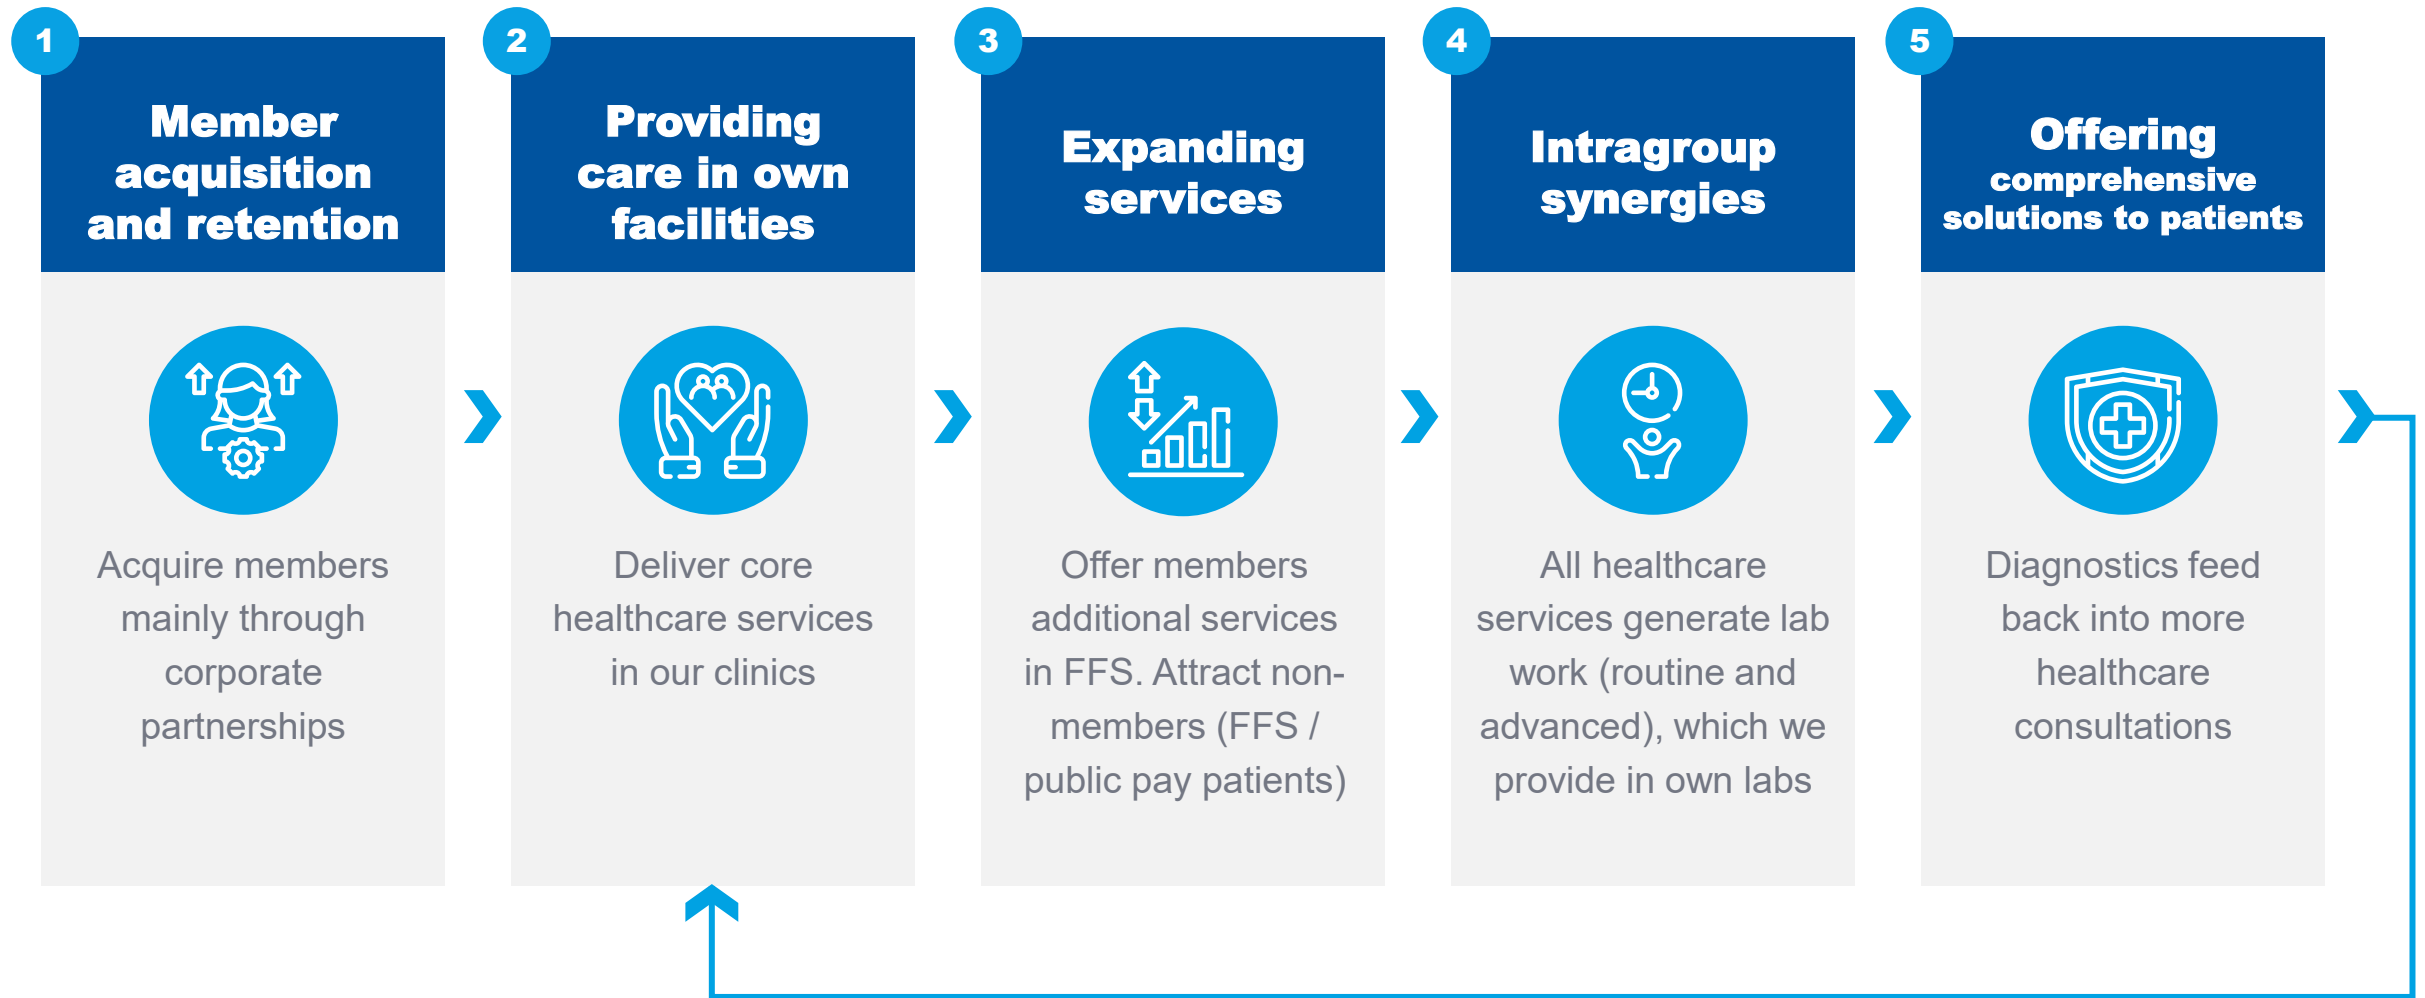 1
Member
acquisition
and retention
Acquire members
mainly through
corporate
partnerships
2
Providing
care in own
facilities
Deliver core
healthcare services
in our clinics
3
Expanding
services
Offer members
additional services
in FFS. Attract non-
members (FFS /
public pay patients)
4
Intragroup
synergies
All healthcare
services generate lab
work (routine and
advanced), which we
provide in own labs
5
Offering
comprehensive
solutions to patients
Diagnostics feed
back into more
healthcare
consultations